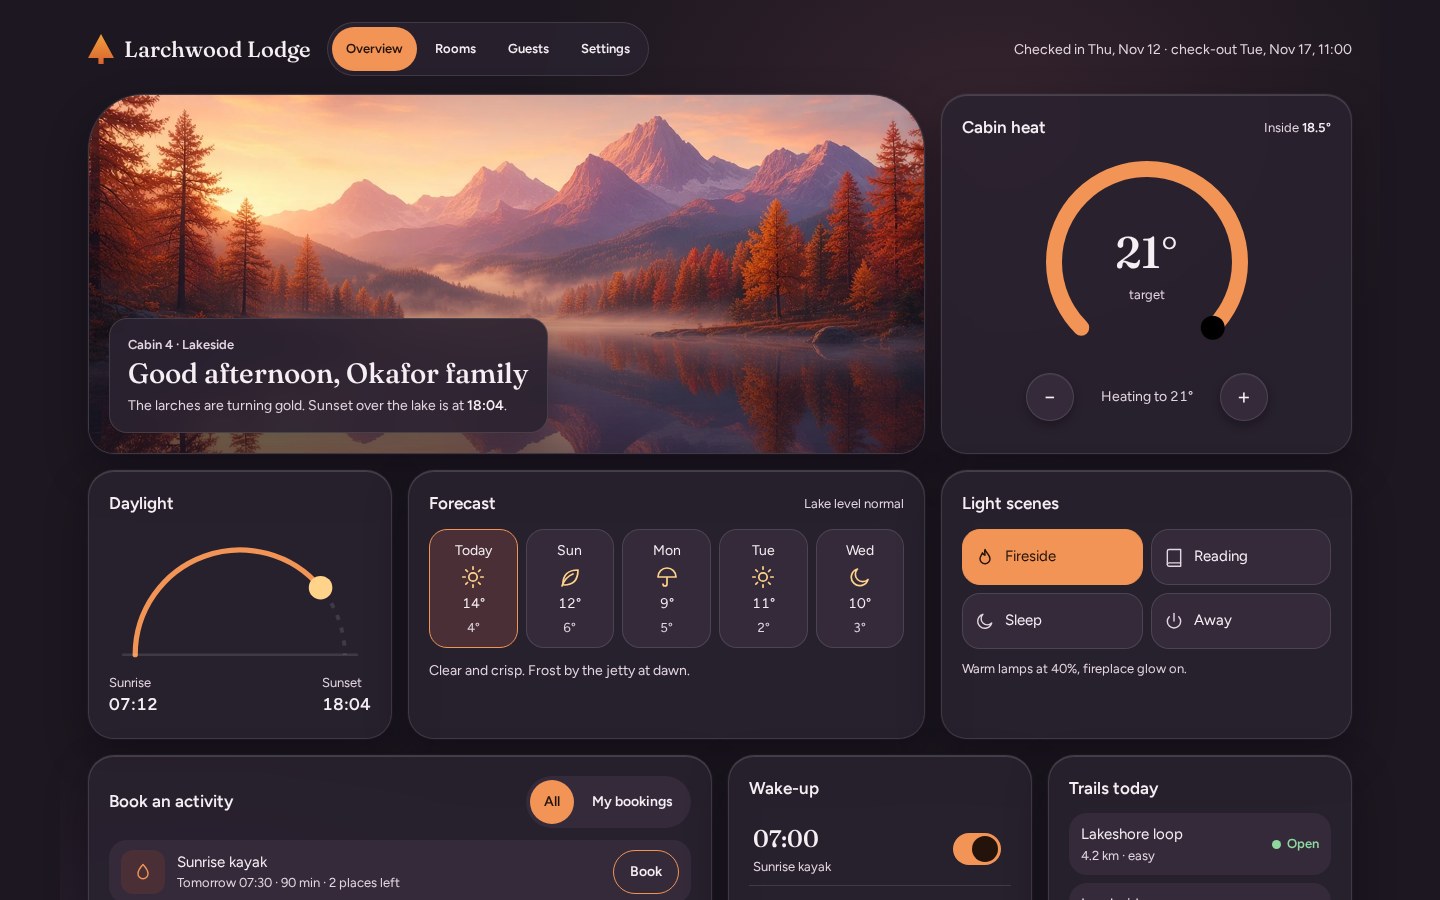 Larchwood Lodge
Overview
Rooms
Guests
Settings
Checked in Thu, Nov 12 · check-out Tue, Nov 17, 11:00
Cabin 4 · Lakeside
Good afternoon, Okafor family
The larches are turning gold. Sunset over the lake is at 18:04.
Cabin heat
Inside 18.5°
21°
target
−
Heating to 21°
+
Daylight
Sunrise
07:12
Sunset
18:04
Forecast
Lake level normal
Today
14°
4°
Sun
12°
6°
Mon
9°
5°
Tue
11°
2°
Wed
10°
3°
Clear and crisp. Frost by the jetty at dawn.
Light scenes
Fireside
Reading
Sleep
Away
Warm lamps at 40%, fireplace glow on.
Book an activity
All
My bookings
Sunrise kayak
Tomorrow 07:30 · 90 min · 2 places left
Book
Wake-up
07:00
Sunrise kayak
Trails today
Lakeshore loop
4.2 km · easy
Open